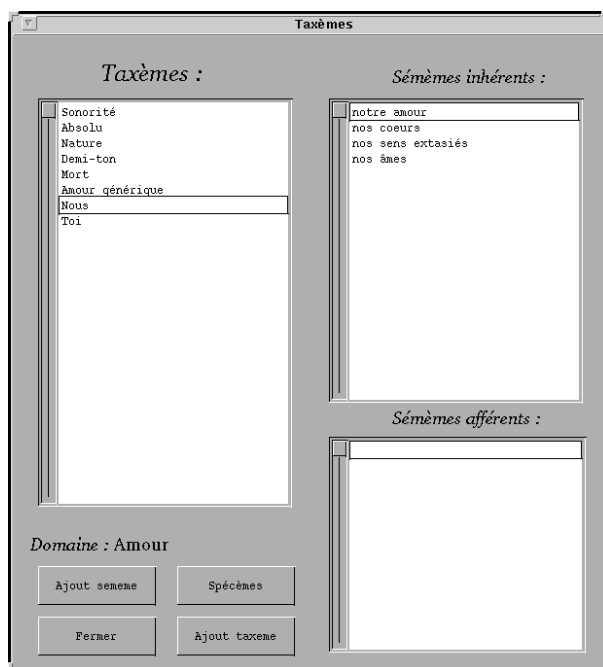 Taxèmes
Taxèmes :
Sonorité
Absolu
Nature
Demi-ton
Mort
Amour générique
Nous
Toi
Sémèmes inhérents :
notre amour
nos coeurs
nos sens extasiés
nos âmes
Sémèmes afférents :
Domaine : Amour
Ajout sememe
Spécèmes
Fermer
Ajout taxeme